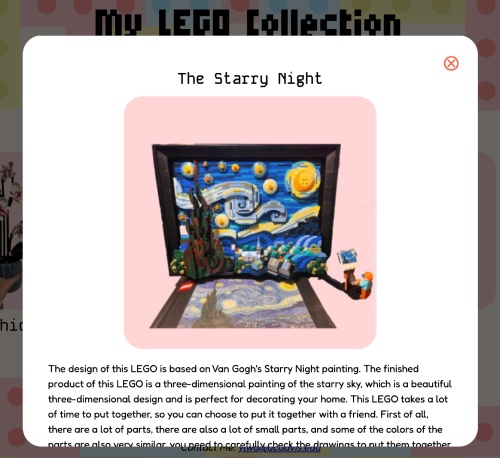 My LEGO Collection
The Starry Night
The design of this LEGO is based on Van Gogh's Starry Night painting. The finished
product of this LEGO is a three-dimensional painting of the starry sky, which is a beautiful
three-dimensional design and is perfect for decorating your home. This LEGO takes a lot
of time to put together, so you can choose to put it together with a friend. First of all,
there are a lot of parts, there are also a lot of small parts, and some of the colors of the
parts are also very similar, you need to carefully check the drawings to put them together
Contact Me: